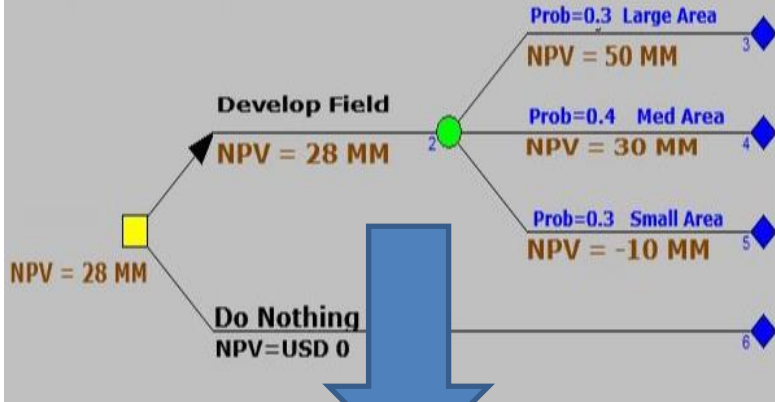 Prob=0.3 Large Area
3
NPV = 50 MM
Develop Field
Prob=0.4 Med Area
NPV = 28 MM
2
NPV = 30 MM
4
Prob=0.3 Small Area
NPV = -10 MM
5
NPV = 28 MM
Do Nothing
NPV=USD 0
6